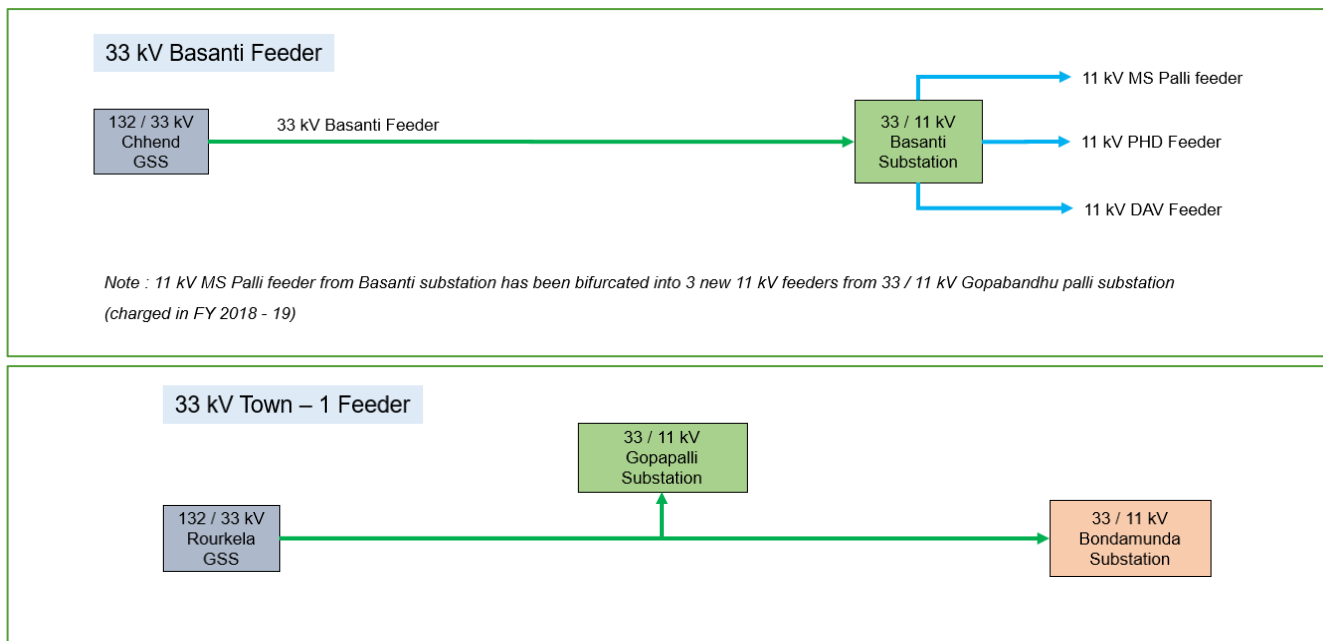 33 kV Basanti Feeder
132 / 33 kV
Chhend
GSS
33 kV Basanti Feeder
33 / 11 kV
Basanti
Substation
11 kV MS Palli feeder
11 kV PHD Feeder
11 kV DAV Feeder
Note : 11 kV MS Palli feeder from Basanti substation has been bifurcated into 3 new 11 kV feeders from 33 / 11 kV Gopabandhu palli substation
(charged in FY 2018 - 19)
33 kV Town – 1 Feeder
33 / 11 kV
Gopapalli
Substation
132 / 33 kV
Rourkela
GSS
33 / 11 kV
Bondamunda
Substation